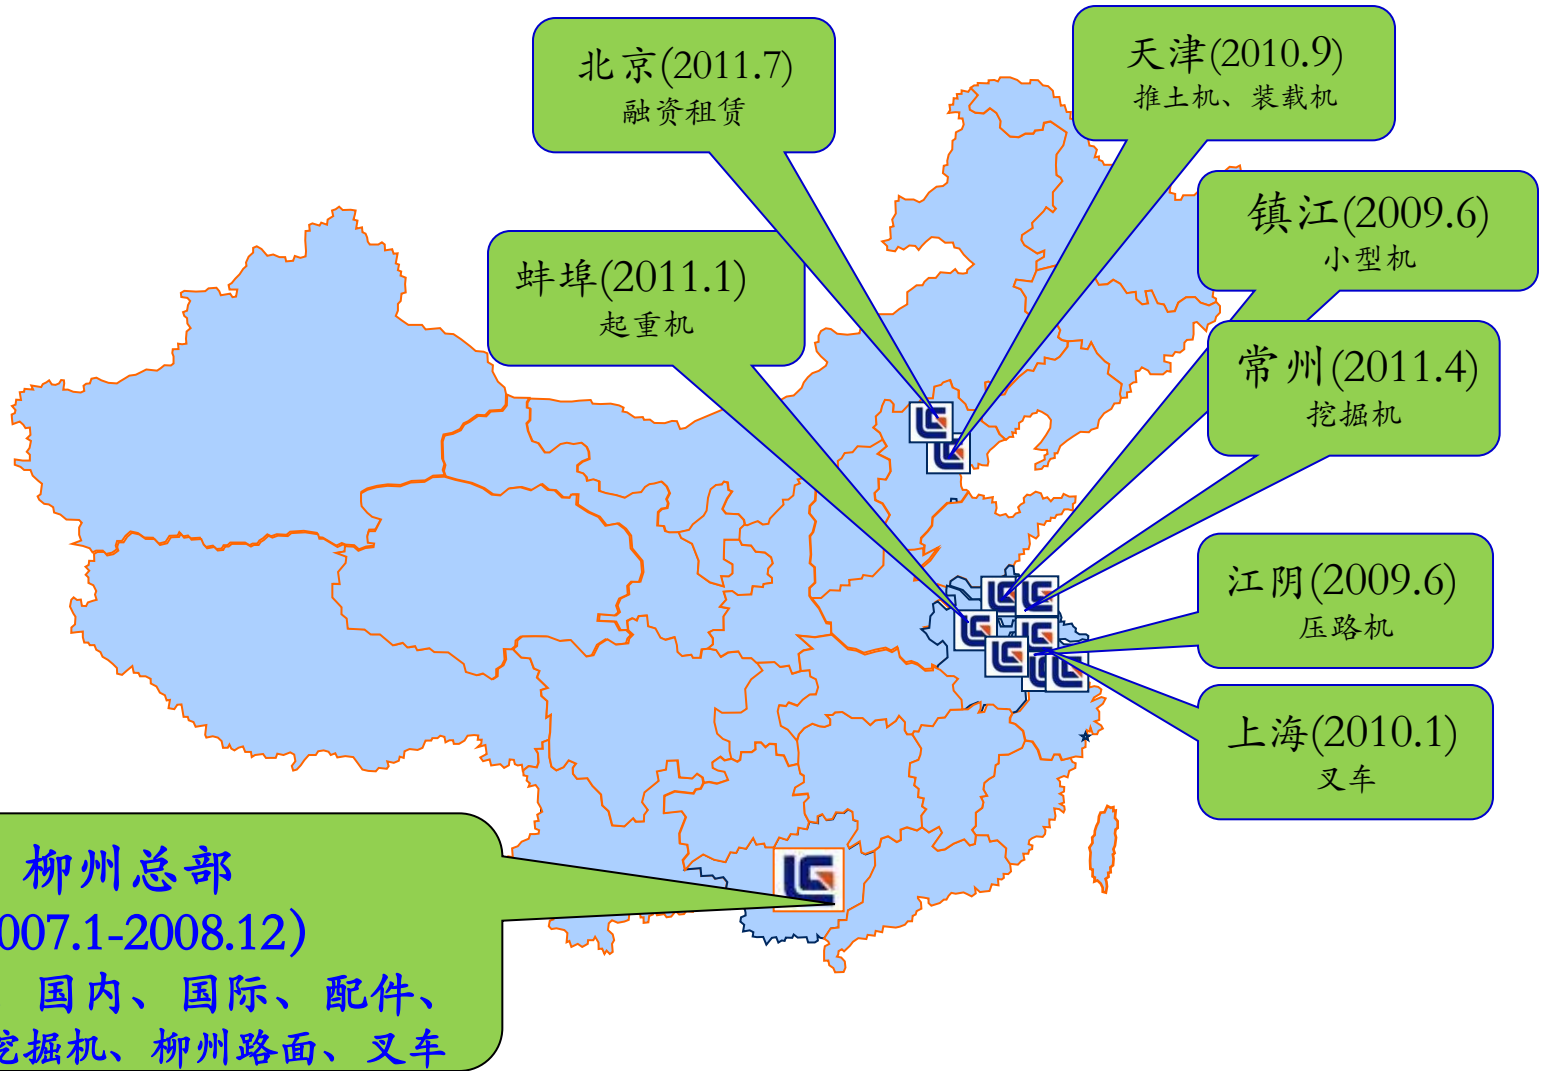 北京(2011.7)
融资租赁
天津(2010.9)
推土机、装载机
镇江(2009.6)
小型机
蚌埠(2011.1)
起重机
常州(2011.4)
挖掘机
江阴(2009.6)
压路机
上海(2010.1)
叉车
柳州总部
007.1-2008.12)
国内、国际、配件、
挖掘机、柳州路面、叉车